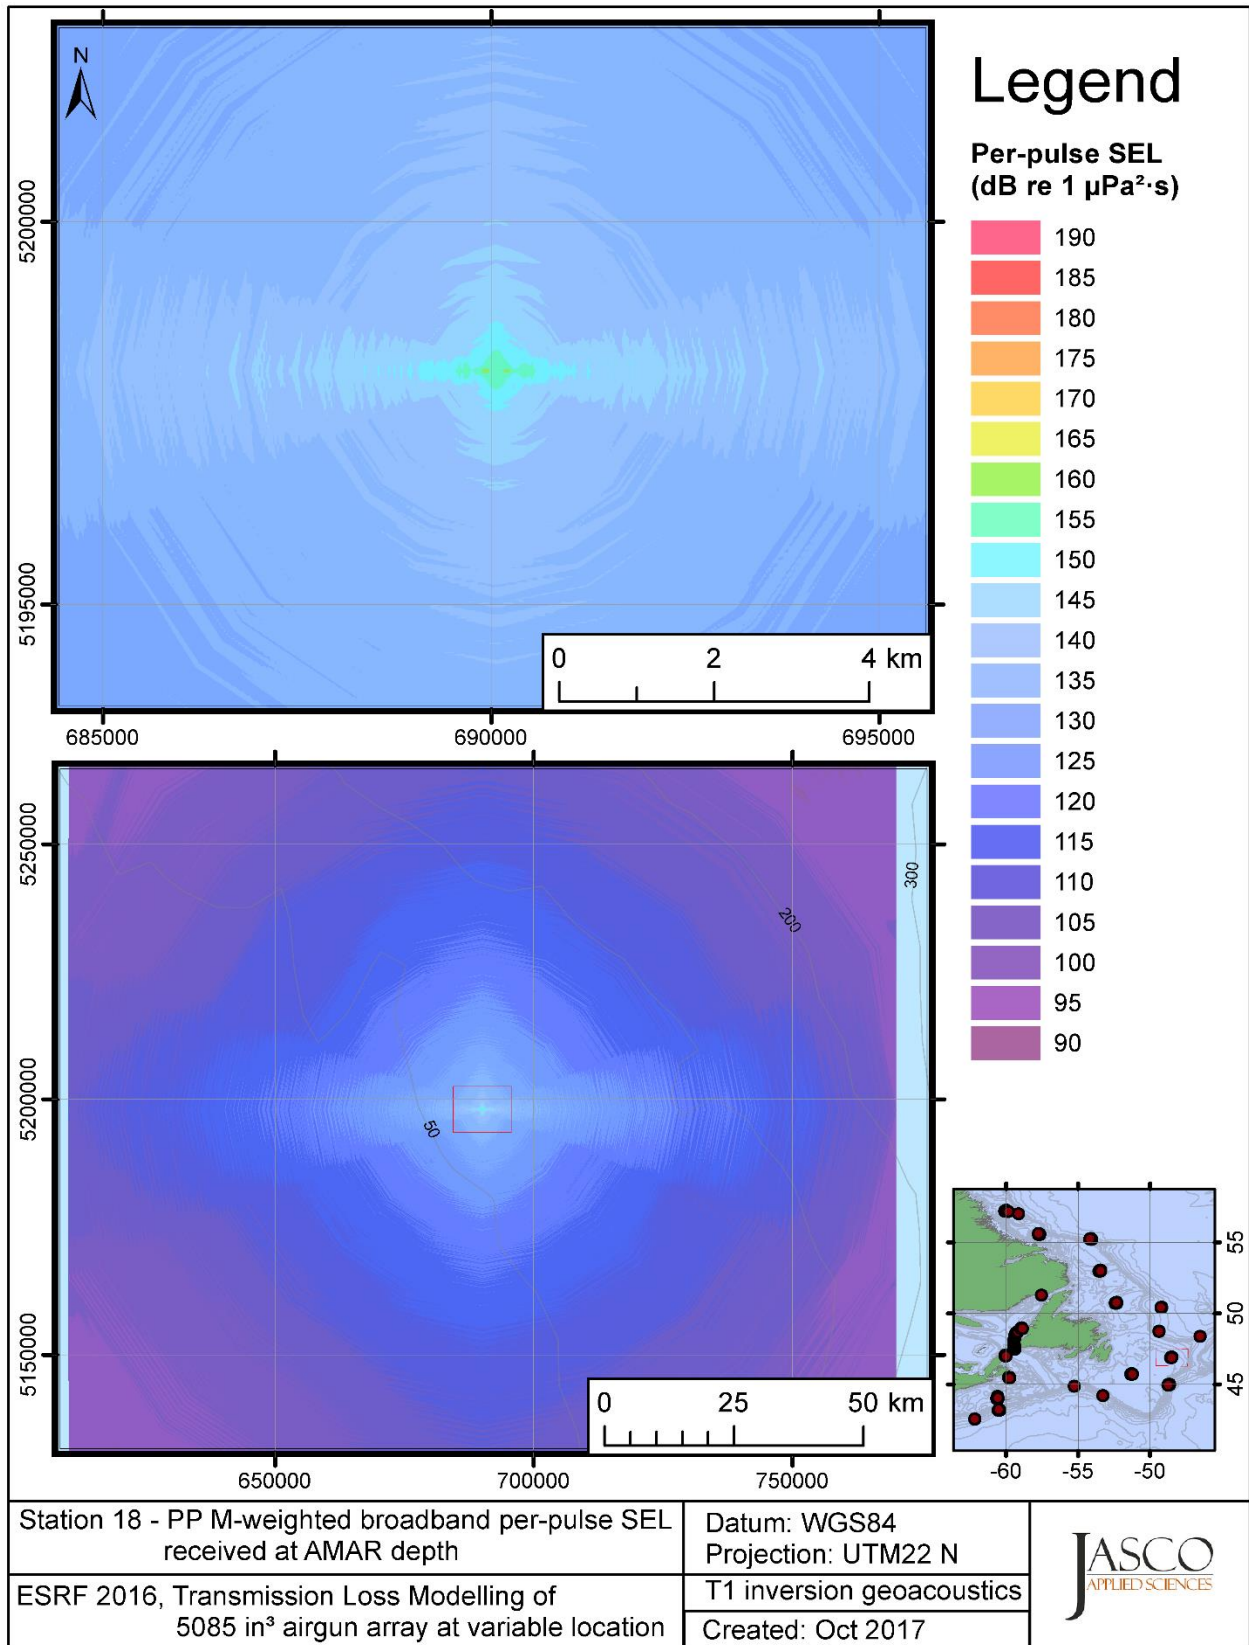 N
5200000
5195000
0 2 4 km
685000 690000 695000
Legend
Per-pulse SEL
(dB re 1 µPa²·s)
190
185
180
175
170
165
160
155
150
145
140
135
130
125
120
115
110
105
100
95
90
5250000
5200000
5150000
300
200
50
0 25 50 km
650000 700000 750000
55
50
45
-60 -55 -50
Station 18 - PP M-weighted broadband per-pulse SEL
received at AMAR depth
ESRF 2016, Transmission Loss Modelling of
5085 in³ airgun array at variable location
Datum: WGS84
Projection: UTM22 N
T1 inversion geoacoustics
Created: Oct 2017
JASCO
APPLIED SCIENCES